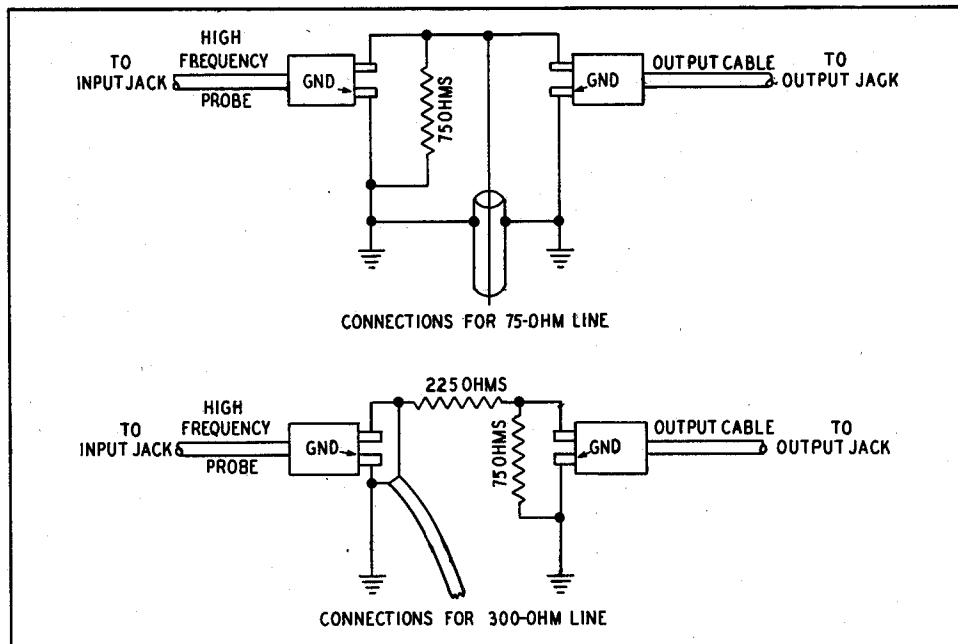 TO
INPUT JACK
HIGH
FREQUENCY
PROBE
GND
75 OHMS
GND
OUTPUT CABLE
TO
OUTPUT JACK
CONNECTIONS FOR 75-OHM LINE
225 OHMS
TO
INPUT JACK
HIGH
FREQUENCY
PROBE
GND
75 OHMS
GND
OUTPUT CABLE
TO
OUTPUT JACK
CONNECTIONS FOR 300-OHM LINE